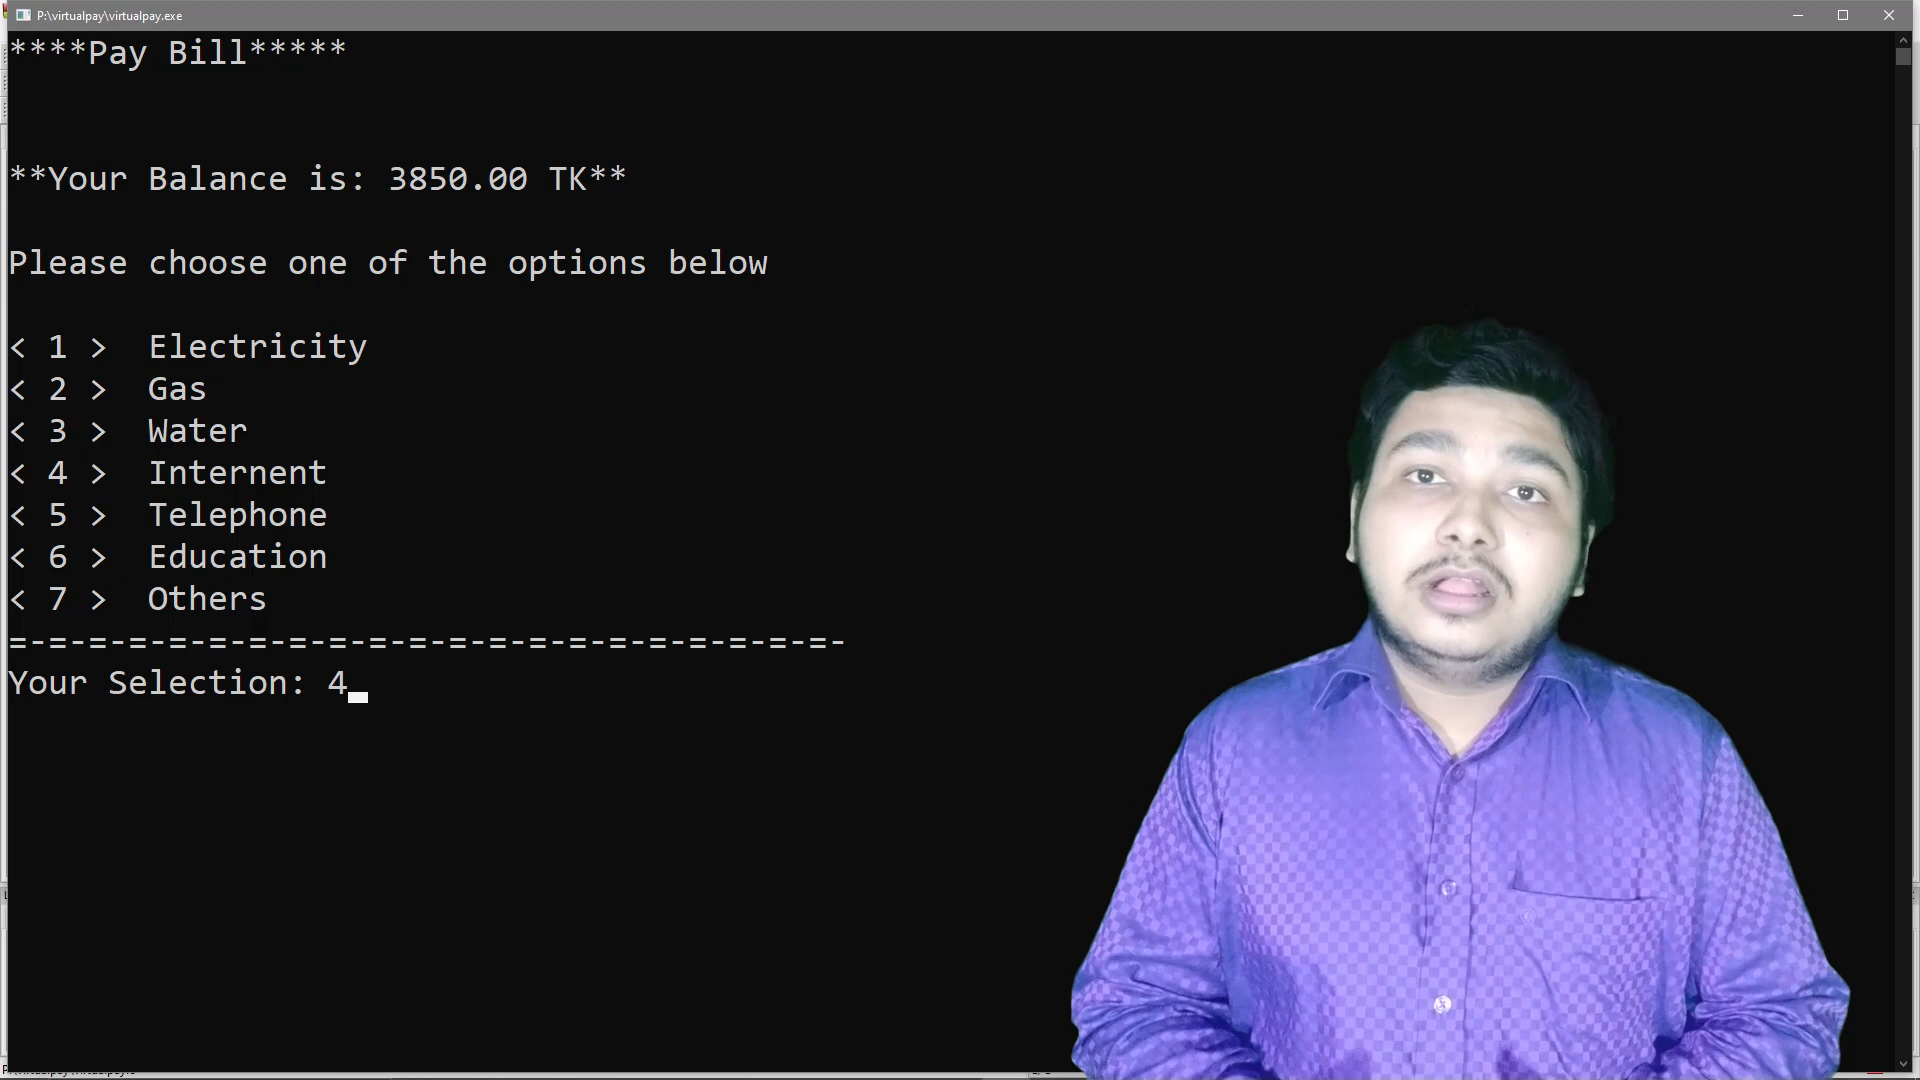 P:\virtualpay\virtualpay.exe
****Pay Bill*****
**Your Balance is: 3850.00 TK**
Please choose one of the options below
< 1 >  Electricity
< 2 >  Gas
< 3 >  Water
< 4 >  Internent
< 5 >  Telephone
< 6 >  Education
< 7 >  Others
=-=-=-=-=-=-=-=-=-=-=-=-=-=-=-=-=-=-=-=-=-
Your Selection: 4